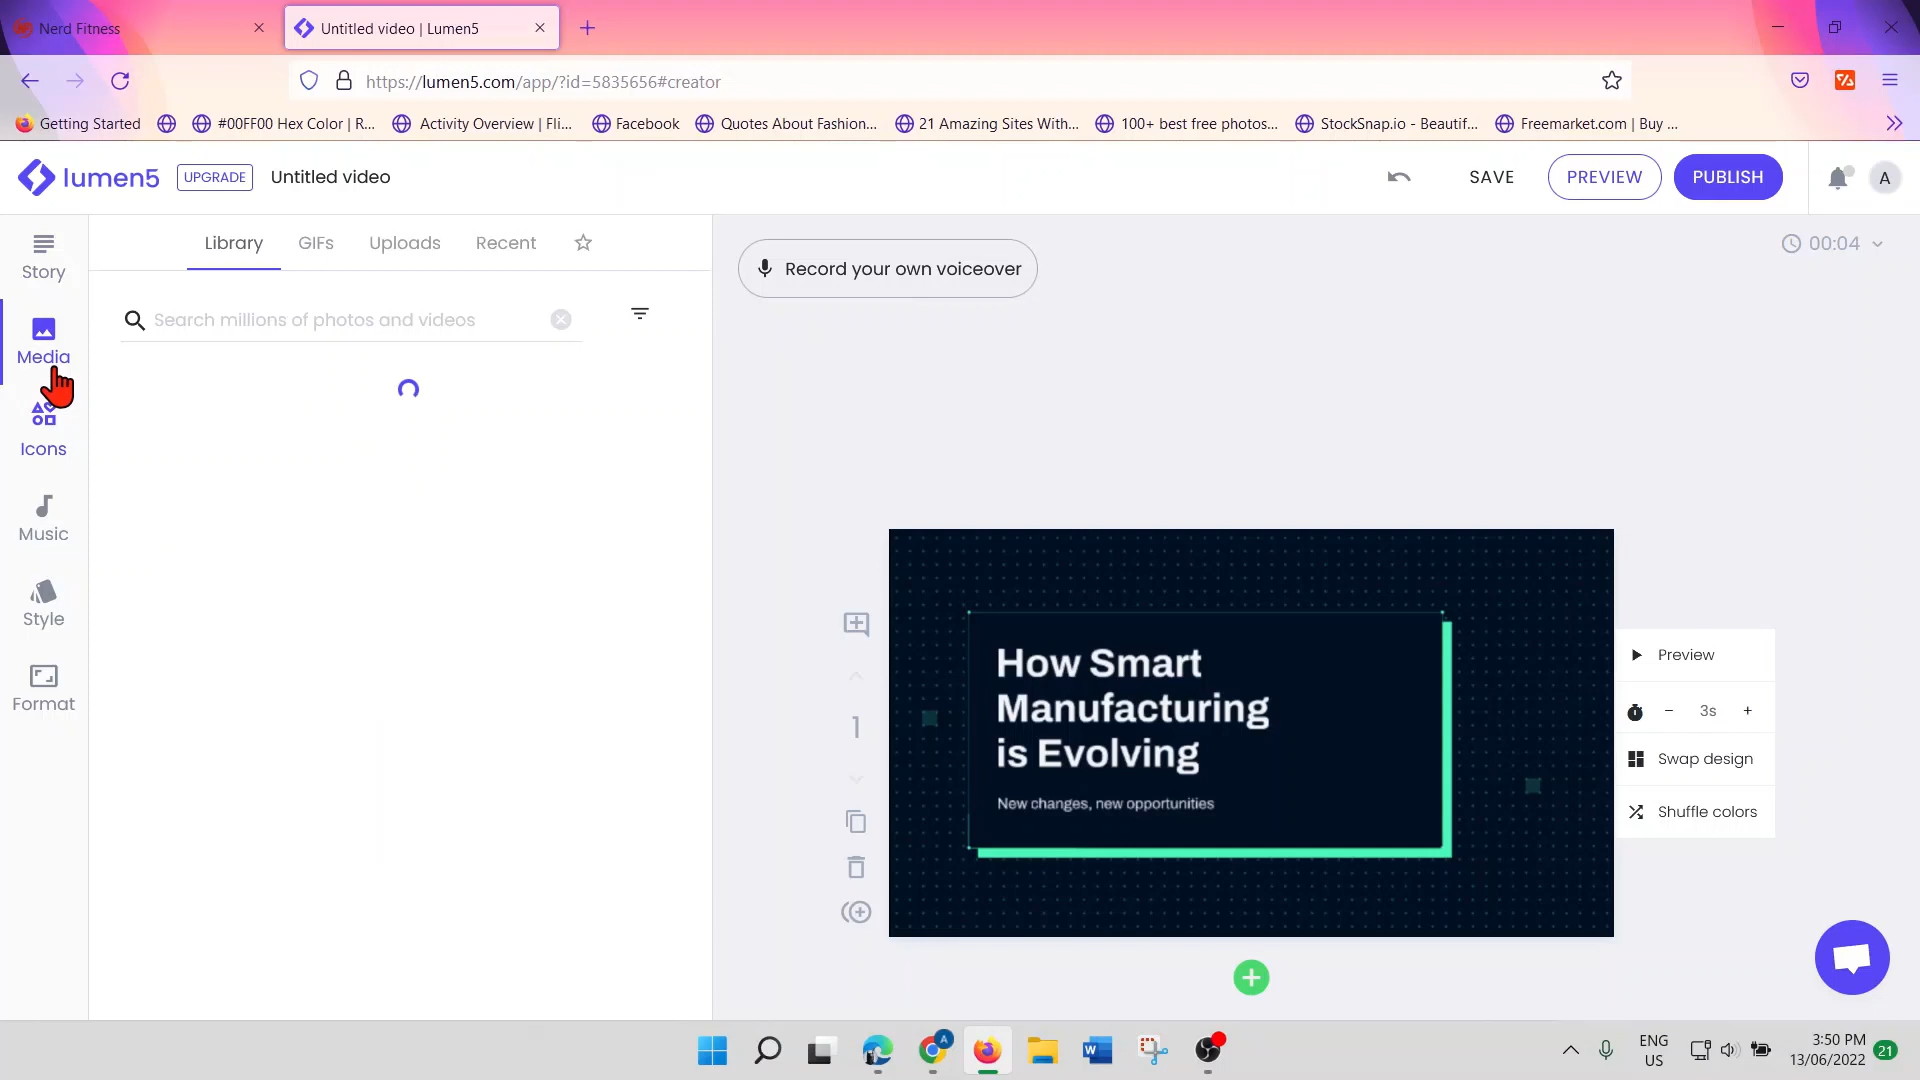 Nerd Fitness
Untitled video | Lumen5
https://lumen5.com/app/?id=5835656#creator
Getting Started
#00FF00 Hex Color | R...
Activity Overview | Fli...
Facebook
Quotes About Fashion...
21 Amazing Sites With...
100+ best free photos...
StockSnap.io - Beautif...
Freemarket.com | Buy ...
lumen5
UPGRADE
Untitled video
SAVE
PREVIEW
PUBLISH
A
Story
Media
Icons
Music
Style
Format
Library
GIFs
Uploads
Recent
Search millions of photos and videos
Record your own voiceover
00:04
1
How Smart
Manufacturing
is Evolving
New changes, new opportunities
Preview
- 3s +
Swap design
Shuffle colors
A
W
ENG
US
3:50 PM
13/06/2022
21